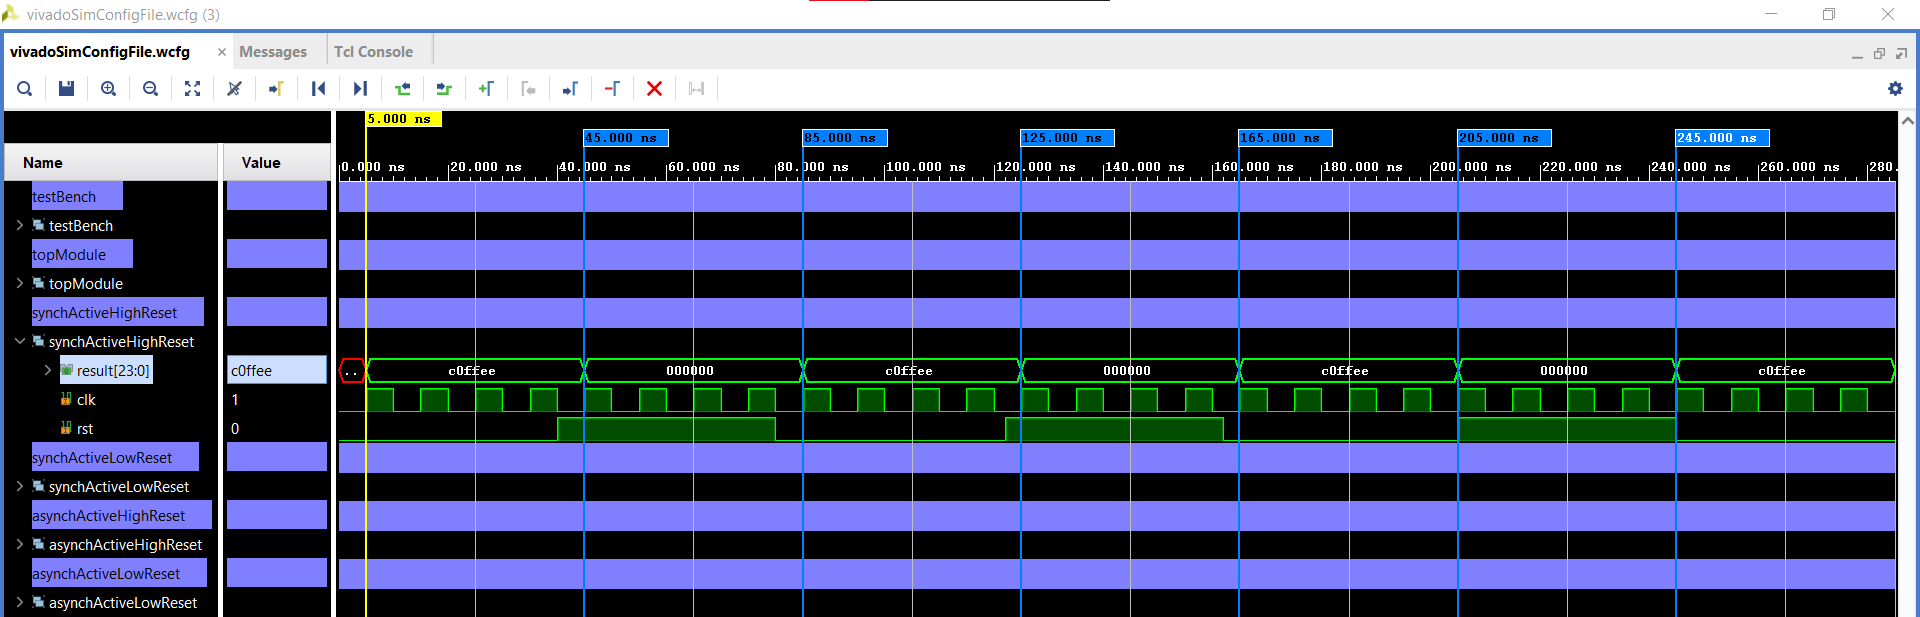 vivadoSimConfigFile.wcfg (3)
vivadoSimConfigFile.wcfg × Messages Tcl Console
5.000 ns
45.000 ns 85.000 ns 125.000 ns 165.000 ns 205.000 ns 245.000 ns
Name Value
0.000 ns 20.000 ns 40.000 ns 60.000 ns 80.000 ns 100.000 ns 120.000 ns 140.000 ns 160.000 ns 180.000 ns 200.000 ns 220.000 ns 240.000 ns 260.000 ns 280.
testBench
testBench
topModule
topModule
synchActiveHighReset
synchActiveHighReset
result[23:0] c0ffee .. c0ffee 000000 c0ffee 000000 c0ffee 000000 c0ffee
clk 1
rst 0
synchActiveLowReset
synchActiveLowReset
asynchActiveHighReset
asynchActiveHighReset
asynchActiveLowReset
asynchActiveLowReset